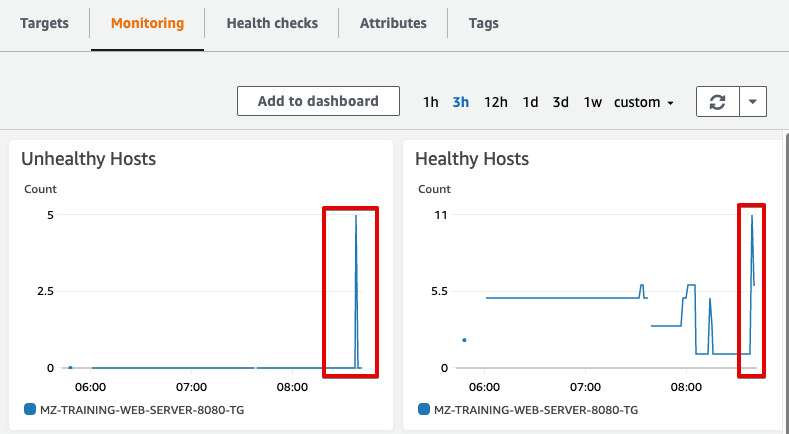 Targets Monitoring Health checks Attributes Tags
Add to dashboard 1h 3h 12h 1d 3d 1w custom
Unhealthy Hosts
Count
5
2.5
0
06:00 07:00 08:00
MZ-TRAINING-WEB-SERVER-8080-TG
Healthy Hosts
Count
11
5.5
0
06:00 07:00 08:00
MZ-TRAINING-WEB-SERVER-8080-TG